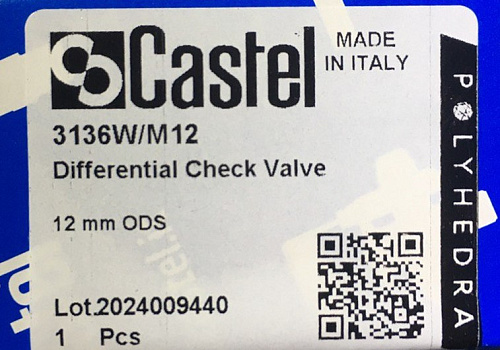 Castel
MADE
IN ITALY
3136W/M12
Differential Check Valve
12 mm ODS
Lot.2024009440
1 Pcs
POLYHEDRA